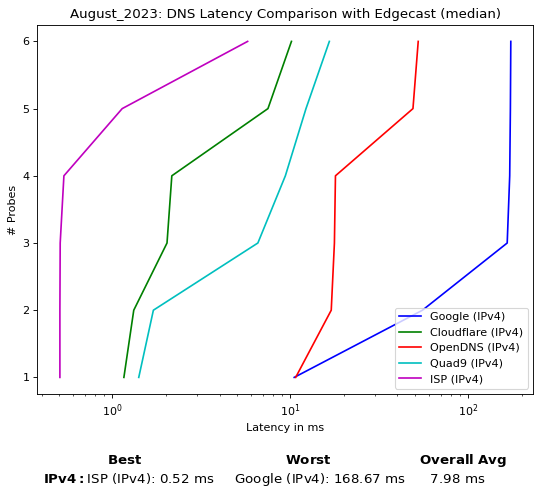 August_2023: DNS Latency Comparison with Edgecast (median)
6
5
4
3
2
1
# Probes
Google (IPv4)
Cloudflare (IPv4)
OpenDNS (IPv4)
Quad9 (IPv4)
ISP (IPv4)
10⁰ 10¹ 10²
Latency in ms
Best Worst Overall Avg
IPv4: ISP (IPv4): 0.52 ms Google (IPv4): 168.67 ms 7.98 ms